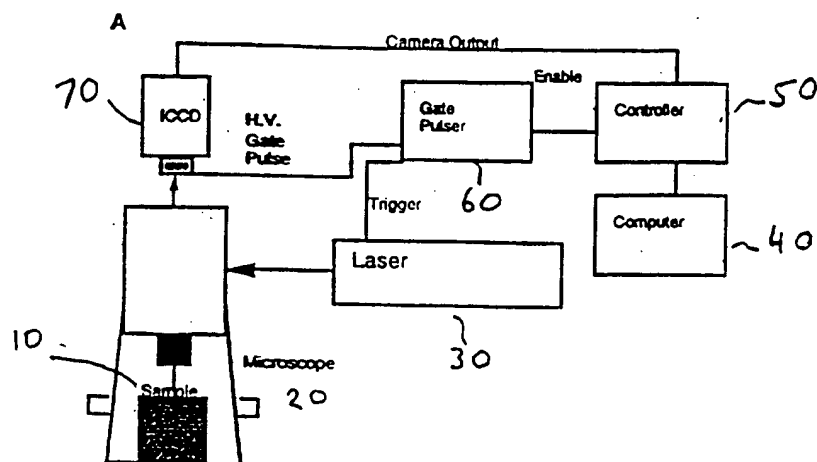 A
Camera Output
70
ICCD
H.V.
Gate
Pulse
Gate
Pulser
Enable
Controller
50
60
Trigger
Computer
40
Laser
30
10
Microscope
Sample
20